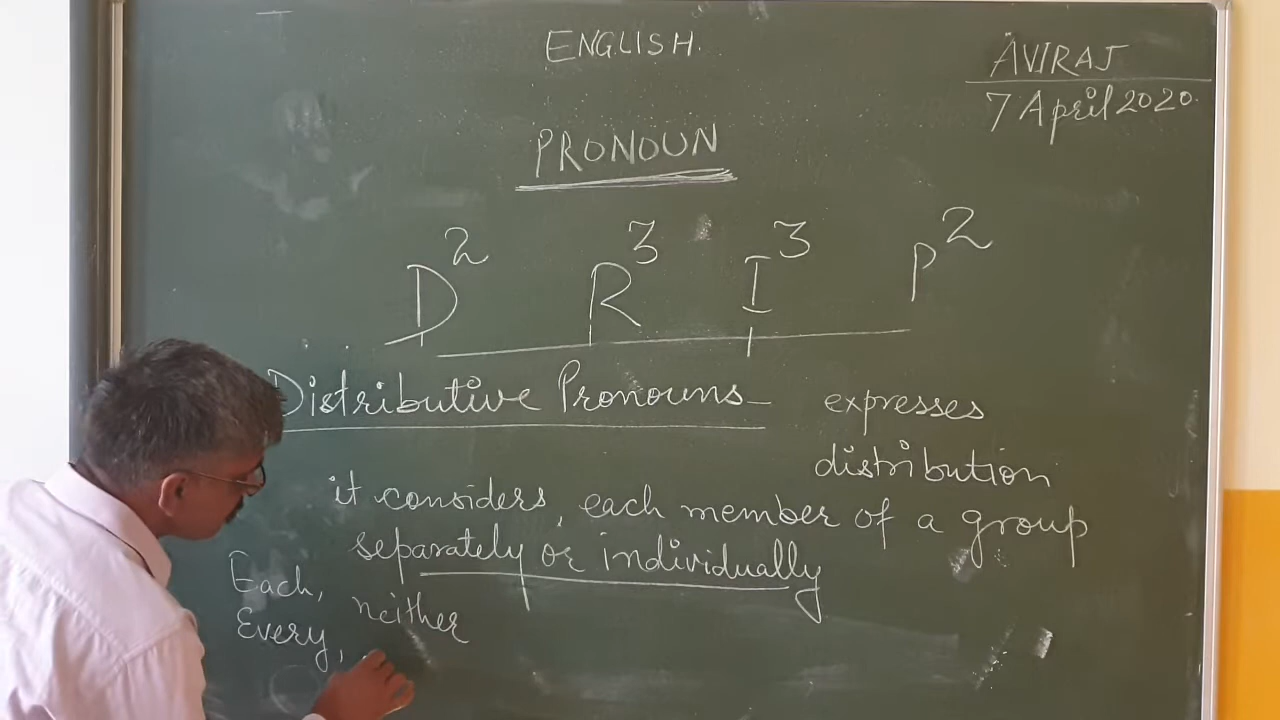 ENGLISH.
AVIRAJ
7 April 2020.
PRONOUN
D² R³ I³ P²
Distributive Pronouns - expresses
distribution
it considers, each member of a group
separately or individually
Each, neither
Every,